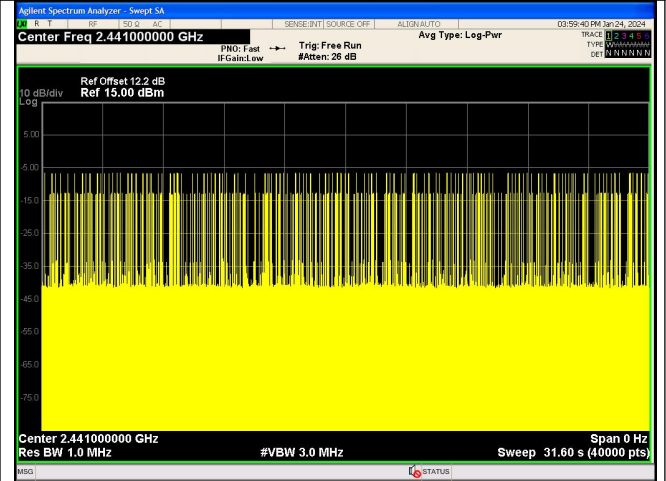 Agilent Spectrum Analyzer - Swept SA
LXI R T RF 50 Ω AC SENSE:INT SOURCE OFF ALIGN AUTO 03:59:40 PM Jan 24, 2024
Center Freq 2.441000000 GHz
PNO: Fast
IFGain:Low
Trig: Free Run
#Atten: 26 dB
Avg Type: Log-Pwr
TRACE 1 2 3 4 5 6
TYPE W
DET N N N N N N
Ref Offset 12.2 dB
10 dB/div Ref 15.00 dBm
Log
5.00
-5.00
-15.0
-25.0
-35.0
-45.0
-55.0
-65.0
-75.0
Center 2.441000000 GHz Span 0 Hz
Res BW 1.0 MHz #VBW 3.0 MHz Sweep 31.60 s (40000 pts)
MSG STATUS